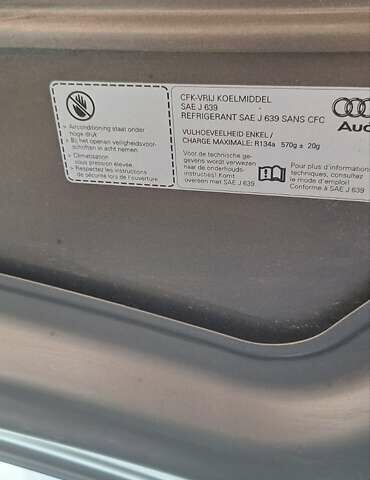 > Airconditioning staat onder
hoge druk
> Bij het openen veiligheidsvoor
schriften in acht nemen
> Climatisation
sous pression élevée
> Respectez les instructions
de sécurité lors de l'ouverture
CFK-VRIJ KOELMIDDEL
SAE J 639
REFRIGERANT SAE J 639 SANS CFC
VULHOEVEELHEID ENKEL /
CHARGE MAXIMALE: R134a 570g ± 20g
Voor de technische ge-
gevens wordt verwezen
naar de onderhouds-
instructies! Komt
overeen met SAE J 639
Pour plus d'information
techniques, consultez
le mode d'emploi!
Conforme à SAE J 639
Aud